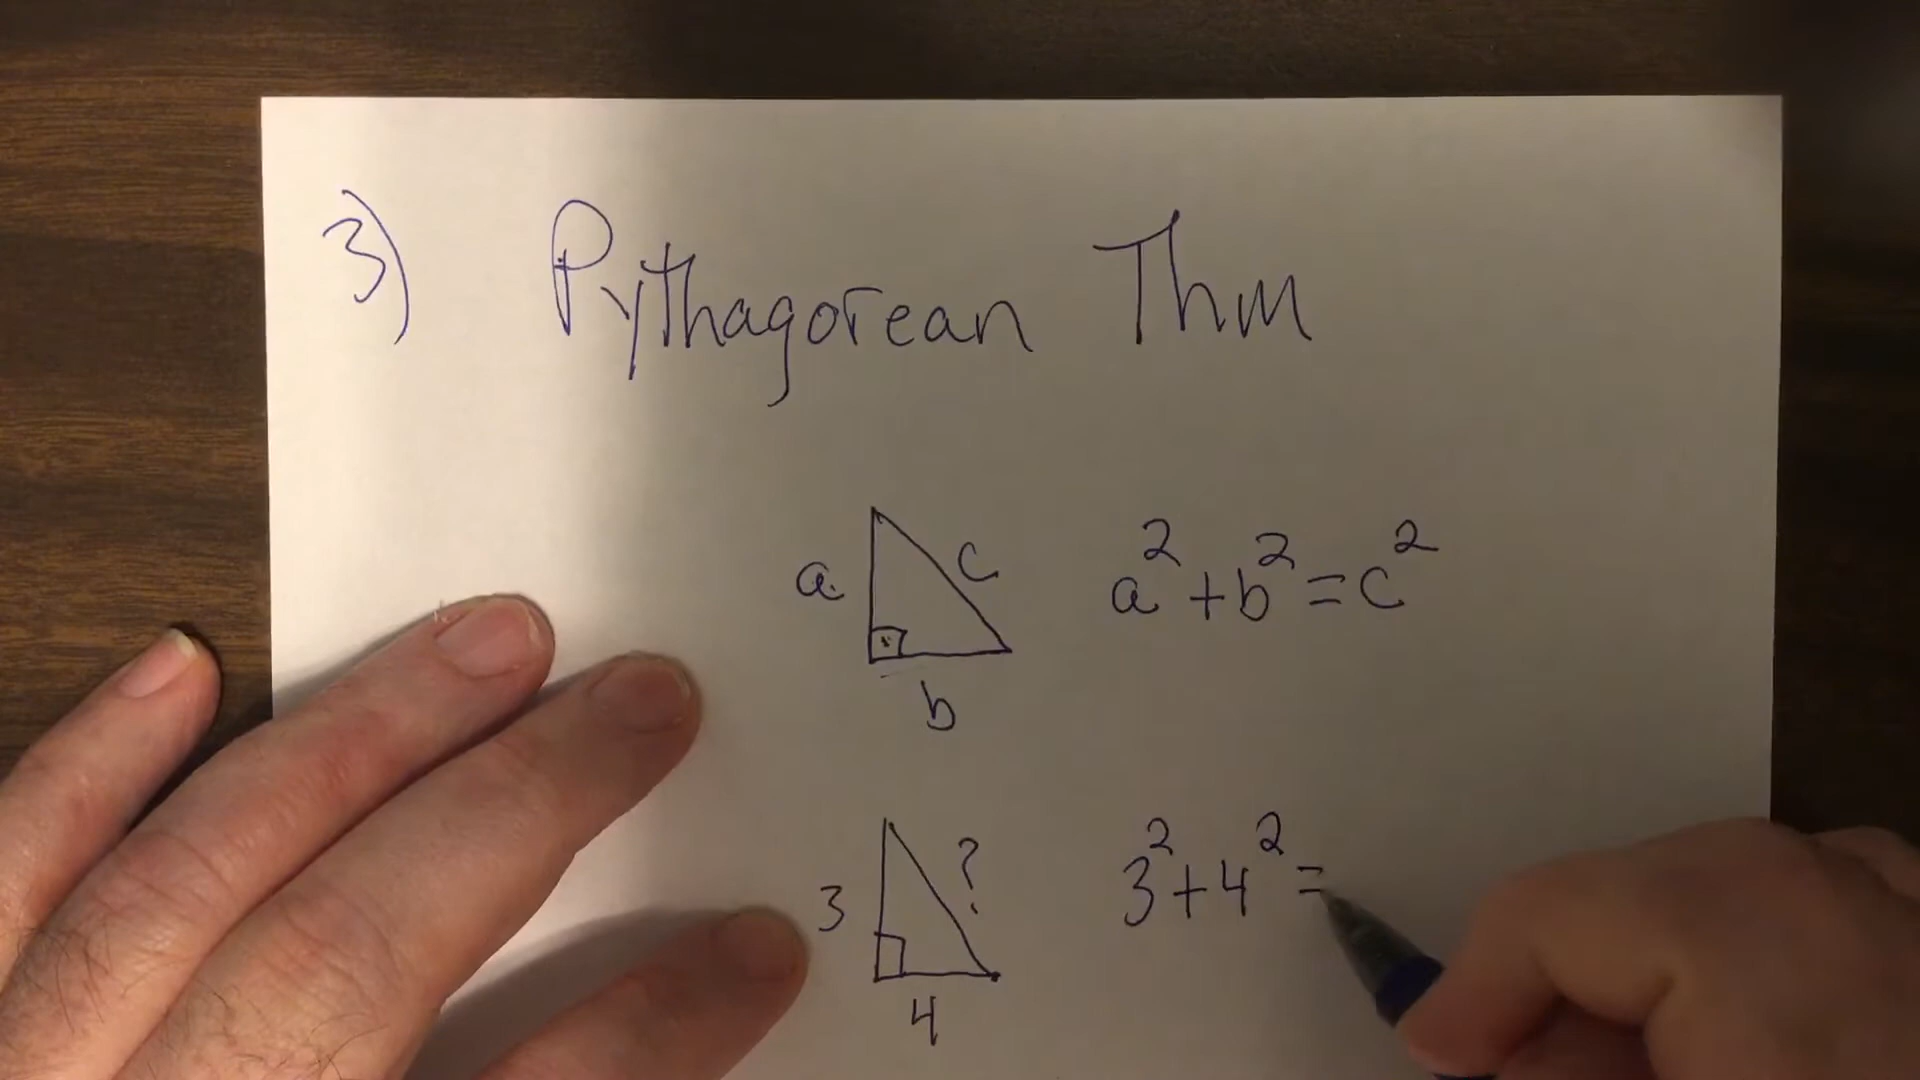 3) Pythagorean Thm
a c a²+b²=c²
b
3 ? 3²+4²=
4